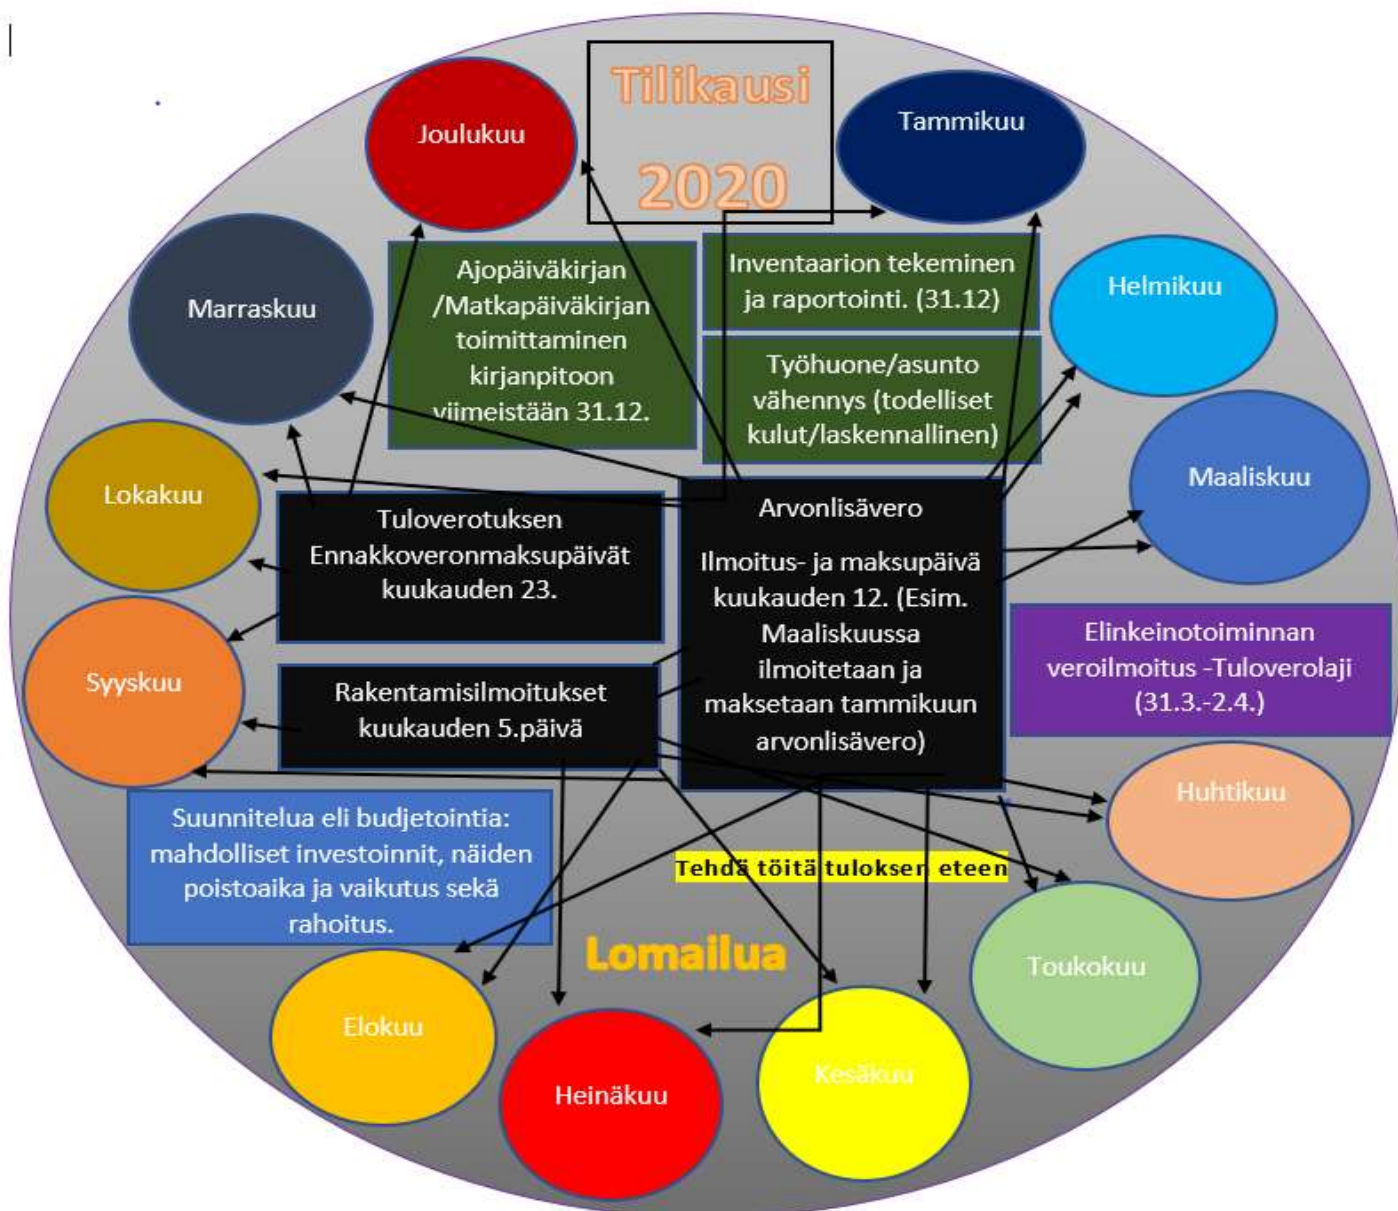 Tilikausi
2020
Joulukuu
Tammikuu
Marraskuu
Ajopäiväkirjan
/Matkapäiväkirjan
toimittaminen
kirjanpitoon
viimeistään 31.12.
Inventaarion tekeminen
ja raportointi. (31.12)
Helmikuu
Työhuone/asunto
vähennys (todelliset
kulut/laskennallinen)
Lokakuu
Maaliskuu
Tuloverotuksen
Ennakkoveronmaksupäivät
kuukauden 23.
Arvonlisävero
Ilmoitus- ja maksupäivä
kuukauden 12. (Esim.
Maaliskuussa
ilmoitetaan ja
maksetaan tammikuun
arvonlisävero)
Elinkeinotoiminnan
veroilmoitus -Tuloverolaji
(31.3.-2.4.)
Syyskuu
Rakentamisilmoitukset
kuukauden 5.päivä
Huhtikuu
Suunnitelua eli budjetointia:
mahdolliset investoinnit, näiden
poistoaika ja vaikutus sekä
rahoitus.
Tehdä töitä tuloksen eteen
Lomailua
Toukokuu
Elokuu
Kesäkuu
Heinäkuu